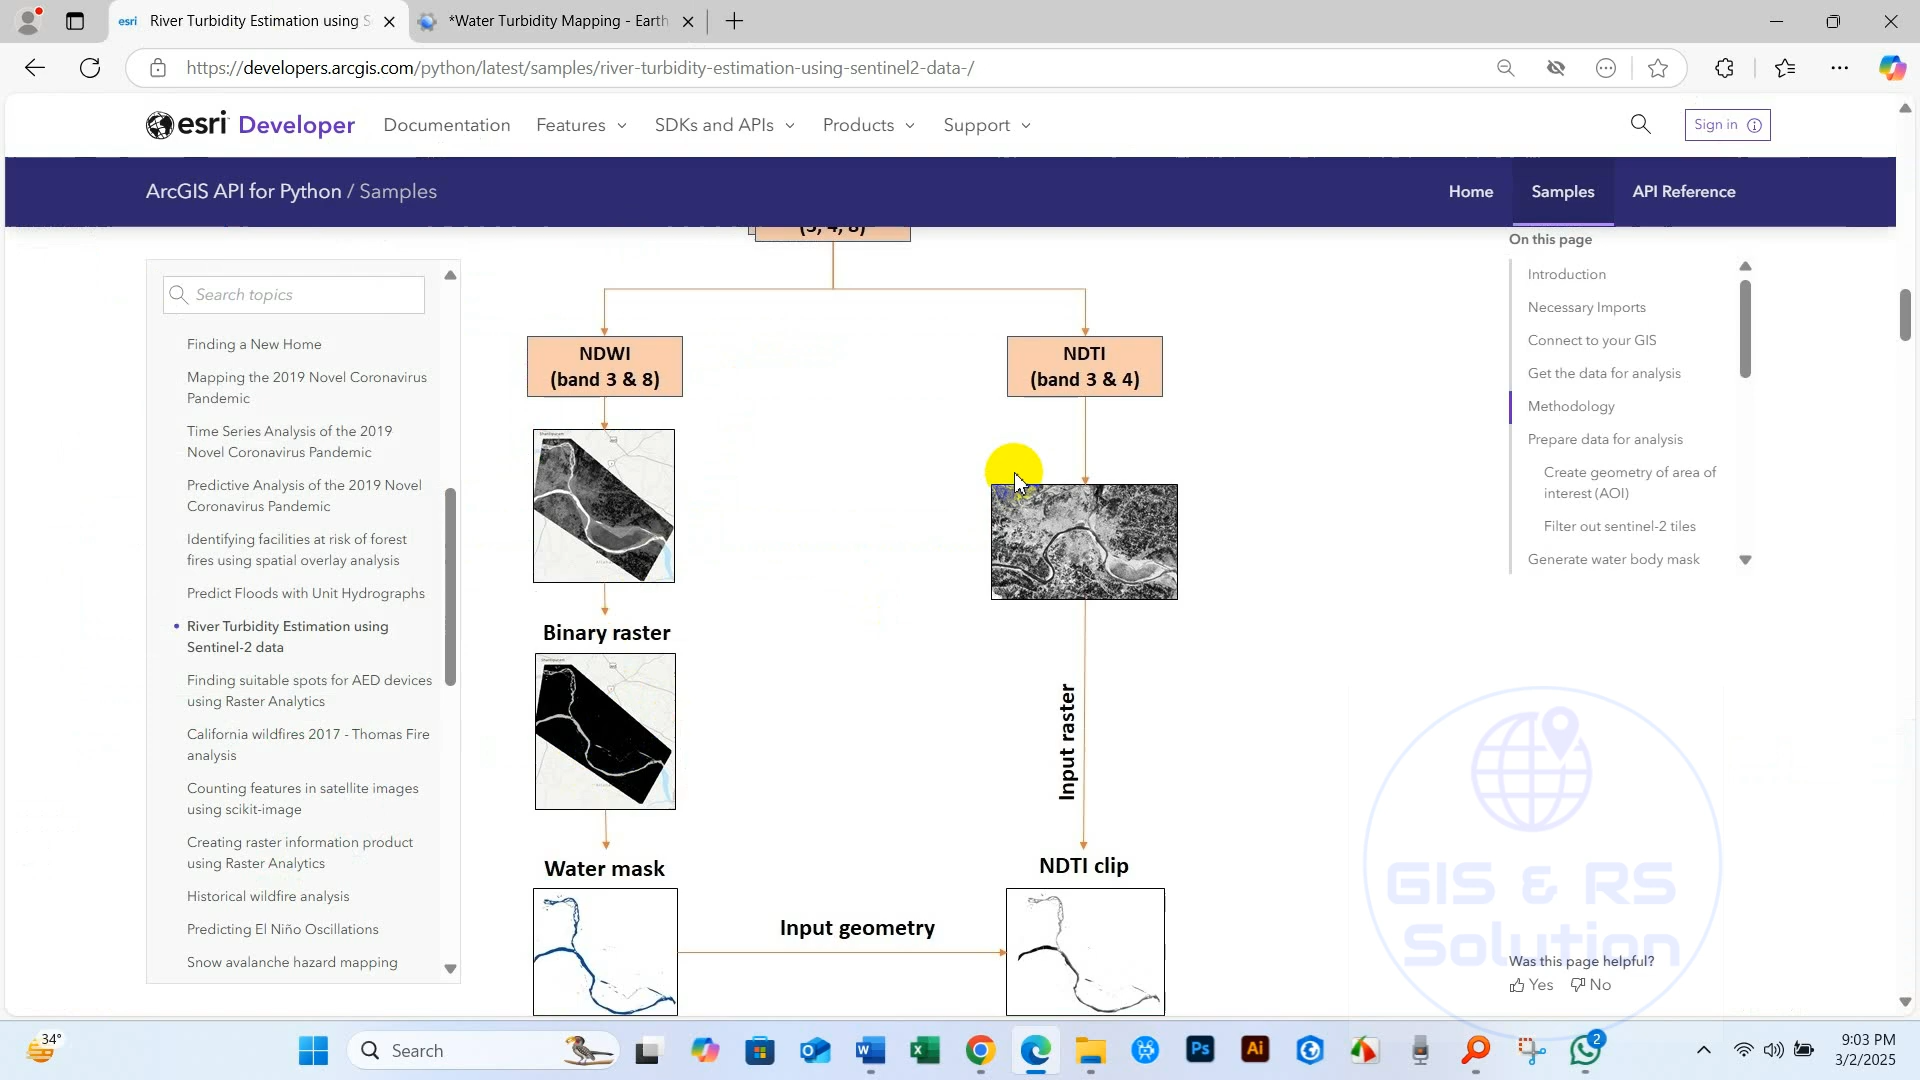 esri River Turbidity Estimation using S
*Water Turbidity Mapping - Earth
https://developers.arcgis.com/python/latest/samples/river-turbidity-estimation-using-sentinel2-data-/
esri Developer
Documentation
Features
SDKs and APIs
Products
Support
Sign in
ArcGIS API for Python / Samples
Home
Samples
API Reference
Search topics
Finding a New Home
Mapping the 2019 Novel Coronavirus
Pandemic
Time Series Analysis of the 2019
Novel Coronavirus Pandemic
Predictive Analysis of the 2019 Novel
Coronavirus Pandemic
Identifying facilities at risk of forest
fires using spatial overlay analysis
Predict Floods with Unit Hydrographs
River Turbidity Estimation using
Sentinel-2 data
Finding suitable spots for AED devices
using Raster Analytics
California wildfires 2017 - Thomas Fire
analysis
Counting features in satellite images
using scikit-image
Creating raster information product
using Raster Analytics
Historical wildfire analysis
Predicting El Niño Oscillations
Snow avalanche hazard mapping
NDWI
(band 3 & 8)
Binary raster
Water mask
Input geometry
NDTI
(band 3 & 4)
Input raster
NDTI clip
On this page
Introduction
Necessary Imports
Connect to your GIS
Get the data for analysis
Methodology
Prepare data for analysis
Create geometry of area of
interest (AOI)
Filter out sentinel-2 tiles
Generate water body mask
GIS & RS
Solution
Was this page helpful?
Yes No
34°
Search
Ps
Ai
2
9:03 PM
3/2/2025